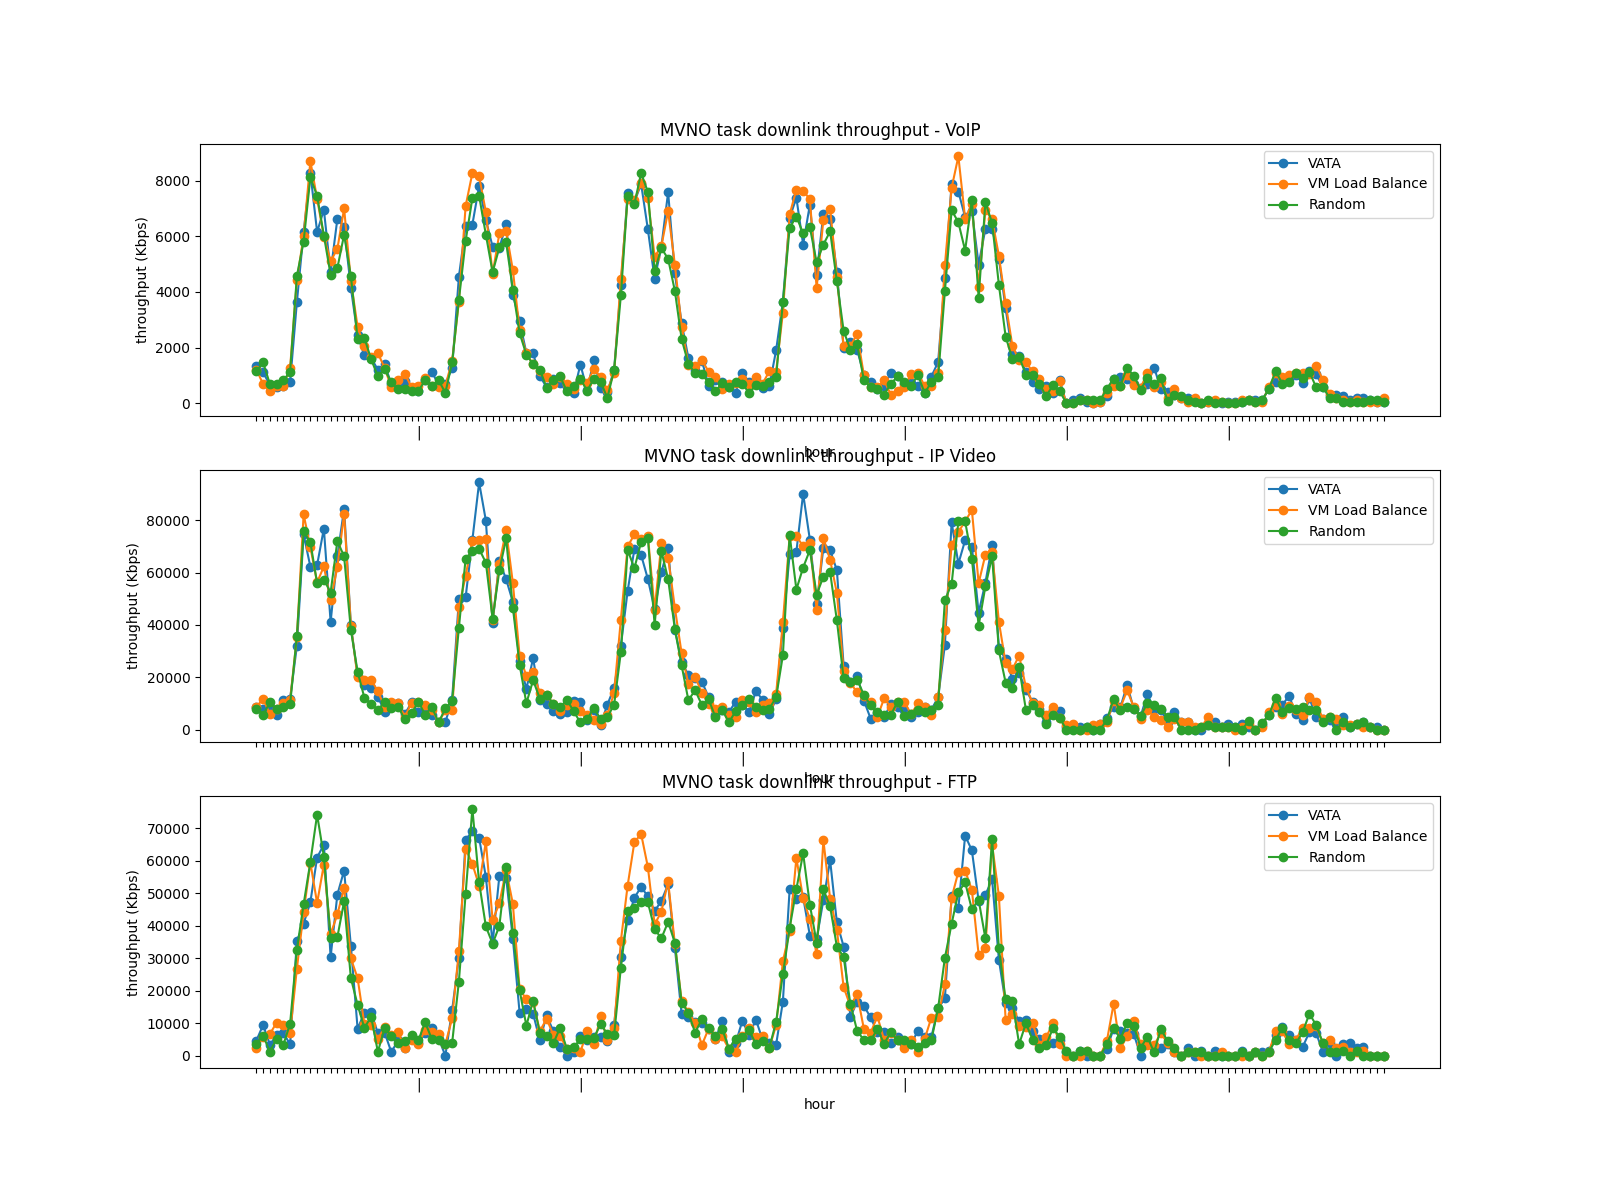 MVNO task downlink throughput - VoIP
throughput (Kbps)
8000
6000
4000
2000
0
VATA
VM Load Balance
Random
hour
MVNO task downlink throughput - IP Video
throughput (Kbps)
80000
60000
40000
20000
0
VATA
VM Load Balance
Random
hour
MVNO task downlink throughput - FTP
throughput (Kbps)
70000
60000
50000
40000
30000
20000
10000
0
VATA
VM Load Balance
Random
hour